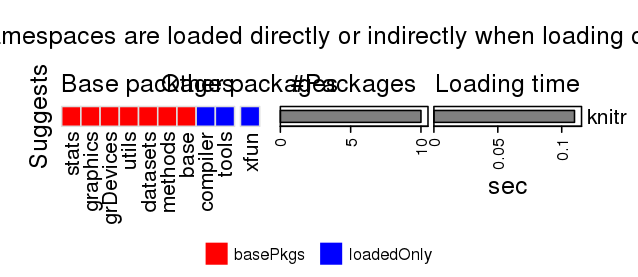 amespaces are loaded directly or indirectly when loading
Base packages
Other packages
#Packages
Loading time
Suggests
knitr
stats
graphics
grDevices
utils
datasets
methods
base
compiler
tools
xfun
0
5
10
0
0.05
0.1
sec
basePkgs
loadedOnly